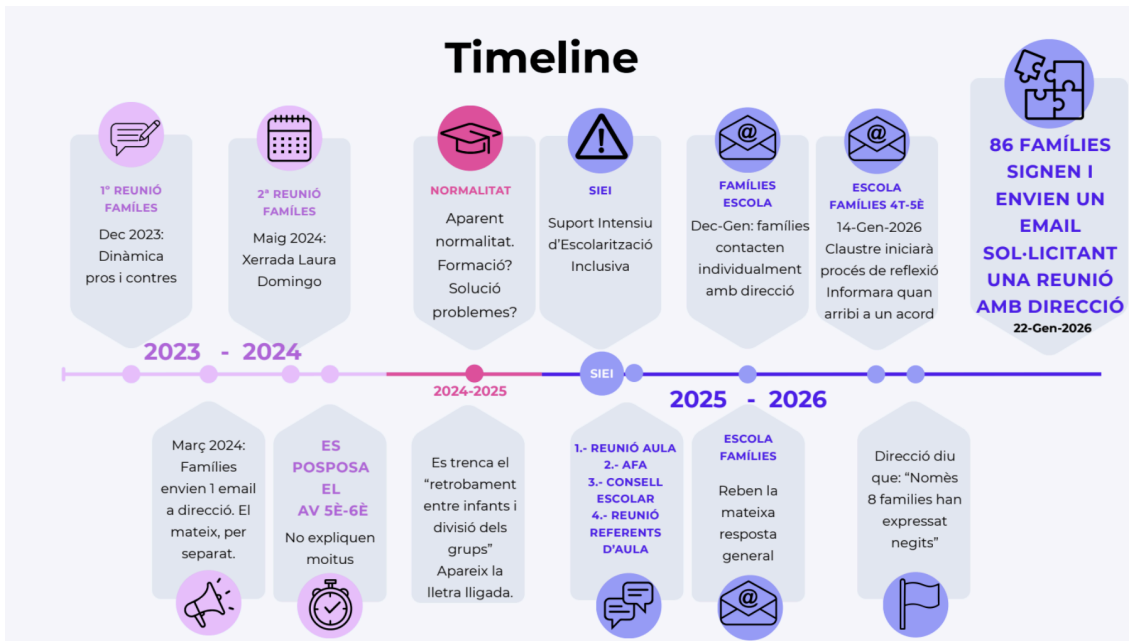 Timeline
1ª REUNIÓ
FAMÍLES
Dec 2023:
Dinàmica
pros i contres
2ª REUNIÓ
FAMÍLES
Maig 2024:
Xerrada Laura
Domingo
NORMALITAT
Aparent
normalitat.
Formació?
Solució
problemes?
SIEI
Suport Intensiu
d'Escolarització
Inclusiva
FAMÍLIES
ESCOLA
Dec-Gen: famílies
contacten
individualment
amb direcció
ESCOLA
FAMÍLIES 4T-5È
14-Gen-2026
Claustre iniciarà
procés de reflexió
Informara quan
arribi a un acord
86 FAMÍLIES
SIGNEN I
ENVIEN UN
EMAIL
SOL·LICITANT
UNA REUNIÓ
AMB DIRECCIÓ
22-Gen-2026
2023 - 2024
2024-2025
SIEI
2025 - 2026
Març 2024:
Famílies
envien 1 email
a direcció. El
mateix, per
separat.
ES
POSPOSA
EL
AV 5È-6È
No expliquen
moitus
Es trenca el
“retrobament
entre infants i
divisió dels
grups”
Apareix la
lletra lligada.
1.- REUNIÓ AULA
2.- AFA
3.- CONSELL
ESCOLAR
4.- REUNIÓ
REFERENTS
D'AULA
ESCOLA
FAMÍLIES
Reben la
mateixa
resposta
general
Direcció diu
que: “Nomès
8 families han
expressat
negits”